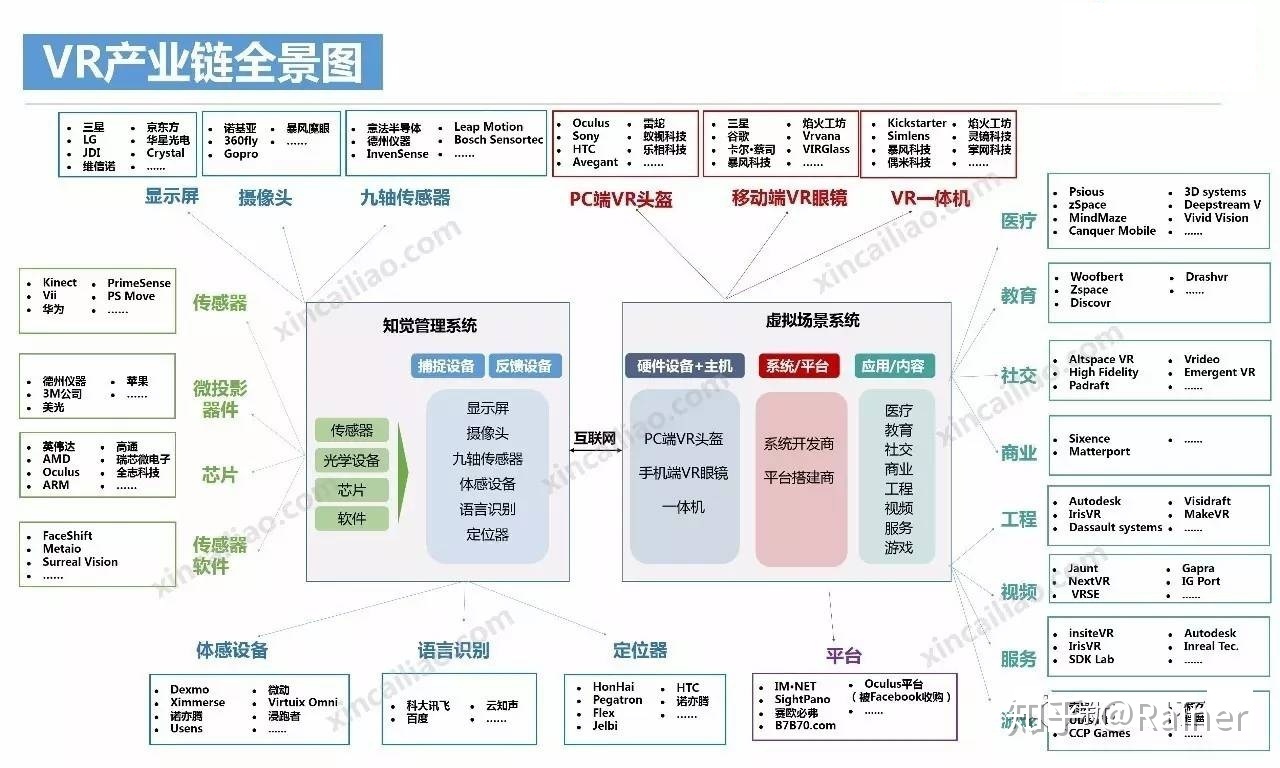 VR产业链全景图
三星
LG
JDI
维信诺
京东方
华星光电
Crystal
......
显示屏
诺基亚
360fly
Gopro
暴风魔眼
......
摄像头
意法半导体
德州仪器
InvenSense
Leap Motion
Bosch Sensortec
......
九轴传感器
Oculus
Sony
HTC
Avegant
雷蛇
蚁视科技
乐相科技
......
PC端VR头盔
三星
谷歌
卡尔·蔡司
暴风科技
焰火工坊
Vrvana
VIRGlass
......
移动端VR眼镜
Kickstarter
Simlens
暴风科技
偶米科技
焰火工坊
灵镜科技
掌网科技
......
VR一体机
Kinect
Vii
华为
PrimeSense
PS Move
......
传感器
德州仪器
3M公司
美光
苹果
......
微投影
器件
英伟达
AMD
Oculus
ARM
高通
瑞芯微电子
全志科技
......
芯片
FaceShift
Metaio
Surreal Vision
......
传感器
软件
知觉管理系统
捕捉设备
反馈设备
传感器
光学设备
芯片
软件
显示屏
摄像头
九轴传感器
体感设备
语言识别
定位器
互联网
虚拟场景系统
硬件设备+主机
系统/平台
应用/内容
PC端VR头盔
手机端VR眼镜
一体机
系统开发商
平台搭建商
医疗
教育
社交
商业
工程
视频
服务
游戏
医疗
Psious
zSpace
MindMaze
Canquer Mobile
3D systems
Deepstream V
Vivid Vision
......
教育
Woofbert
Zspace
Discovr
Drashvr
......
社交
Altspace VR
High Fidelity
Padraft
Vrideo
Emergent VR
......
商业
Sixence
Matterport
......
工程
Autodesk
IrisVR
Dassault systems
Visidraft
MakeVR
......
视频
Jaunt
NextVR
VRSE
Gapra
IG Port
......
服务
insiteVR
IrisVR
SDK Lab
Autodesk
Inreal Tec.
......
CCP Games
......
体感设备
Dexmo
Ximmerse
诺亦腾
Usens
微动
Virtuix Omni
浸跑者
......
语言识别
科大讯飞
百度
云知声
......
定位器
HonHai
Pegatron
Flex
Jelbi
HTC
诺亦腾
......
平台
IM·NET
SightPano
赛欧必弗
B7B70.com
Oculus平台
（被Facebook收购）
......
xincailiao.com
xincailiao.com
xincailiao.com
xincailiao.com
xincailiao.com
xincailiao.com
xincailiao.com
知乎 @Rainer